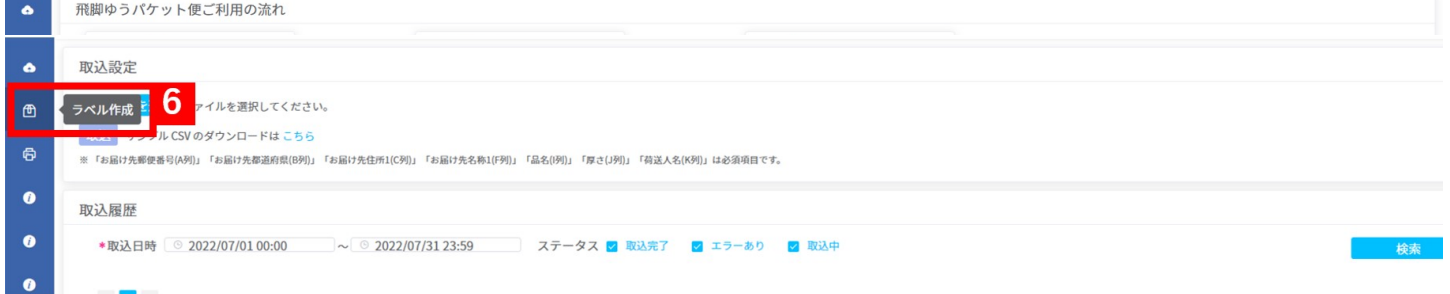 飛脚ゆうパケット便ご利用の流れ
取込設定
ラベル作成
6
ァイルを選択してください。
CSVのダウンロードは こちら
※ 「お届け先郵便番号(A列)」「お届け先都道府県(B列)」「お届け先住所1(C列)」「お届け先名称1(F列)」「品名(I列)」「厚さ(J列)」「荷送人名(K列)」は必須項目です。
取込履歴
*取込日時 2022/07/01 00:00 ～ 2022/07/31 23:59 ステータス 取込完了 エラーあり 取込中 検索